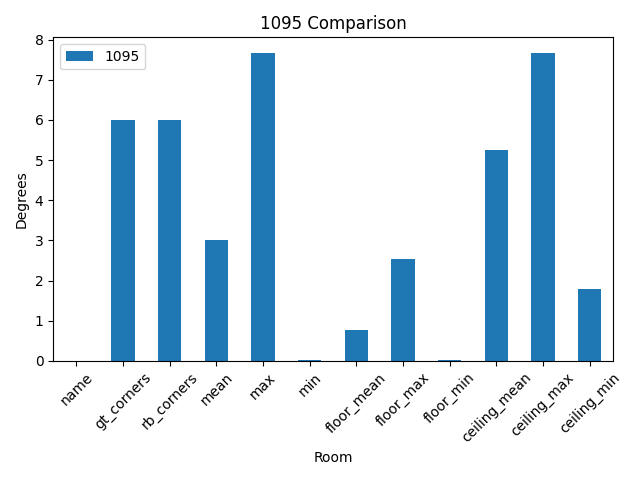 1095 Comparison
1095
8
7
6
5
4
3
2
1
0
Degrees
name
gt_corners
rb_corners
mean
max
min
floor_mean
floor_max
floor_min
ceiling_mean
ceiling_max
ceiling_min
Room